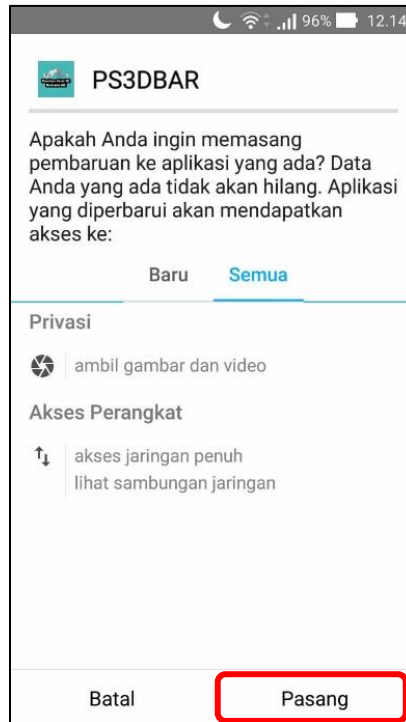 96% 12.14
PS3DBAR
Apakah Anda ingin memasang
pembaruan ke aplikasi yang ada? Data
Anda yang ada tidak akan hilang. Aplikasi
yang diperbarui akan mendapatkan
akses ke:
Baru Semua
Privasi
ambil gambar dan video
Akses Perangkat
akses jaringan penuh
lihat sambungan jaringan
Batal Pasang